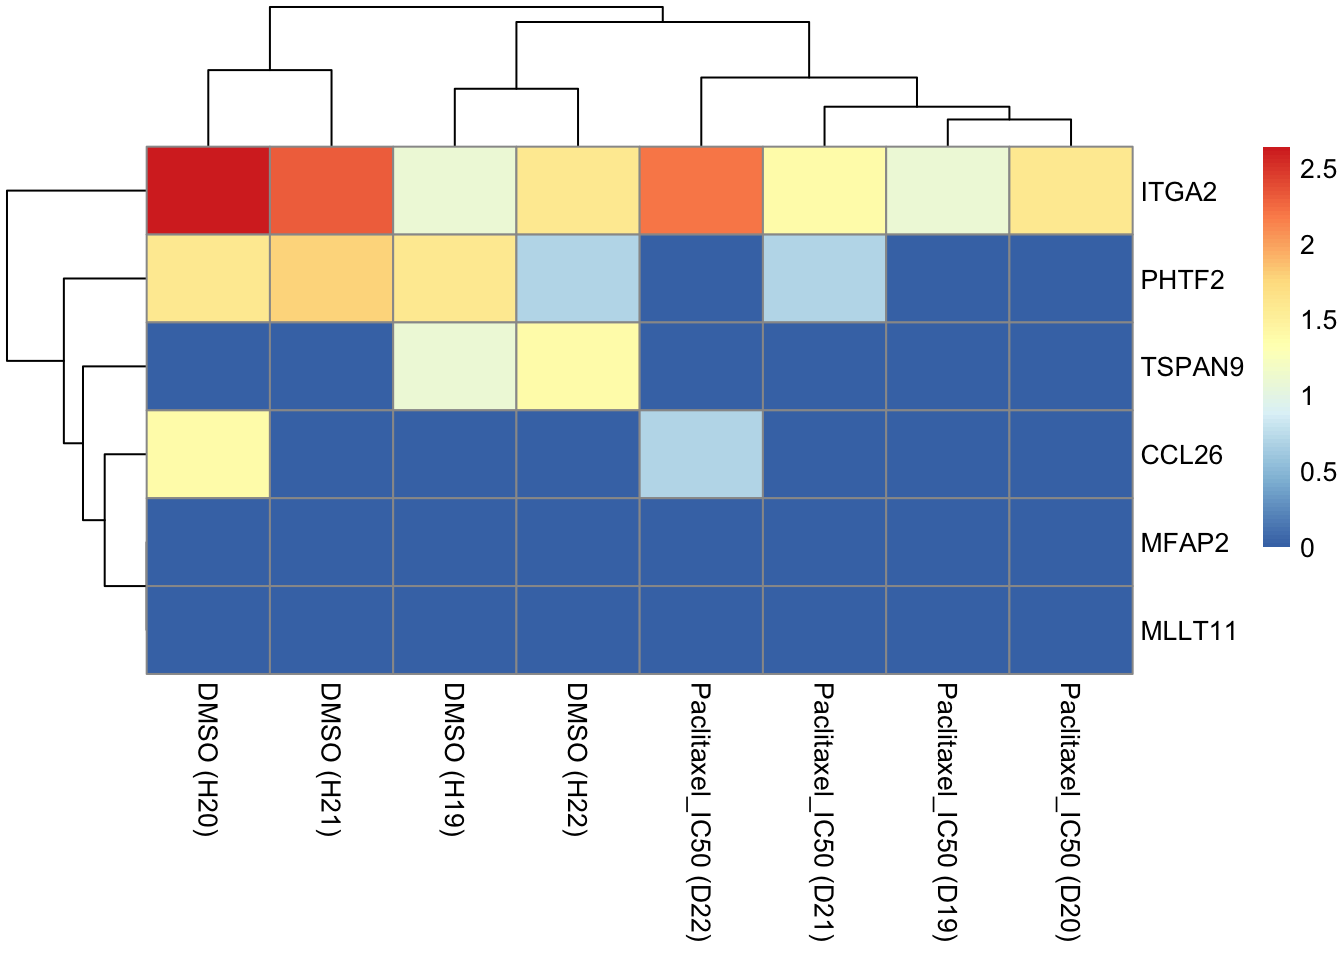 ITGA2
PHTF2
TSPAN9
CCL26
MFAP2
MLLT11
2.5
2
1.5
1
0.5
0
DMSO (H20)
DMSO (H21)
DMSO (H19)
DMSO (H22)
Paclitaxel_IC50 (D22)
Paclitaxel_IC50 (D21)
Paclitaxel_IC50 (D19)
Paclitaxel_IC50 (D20)